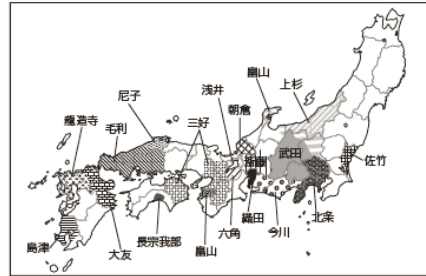 畠山
上杉
浅井
朝倉
尼子
三好
龍造寺
毛利
武田
佐竹
織田
今川
北条
六角
畠山
長宗我部
大友
島津